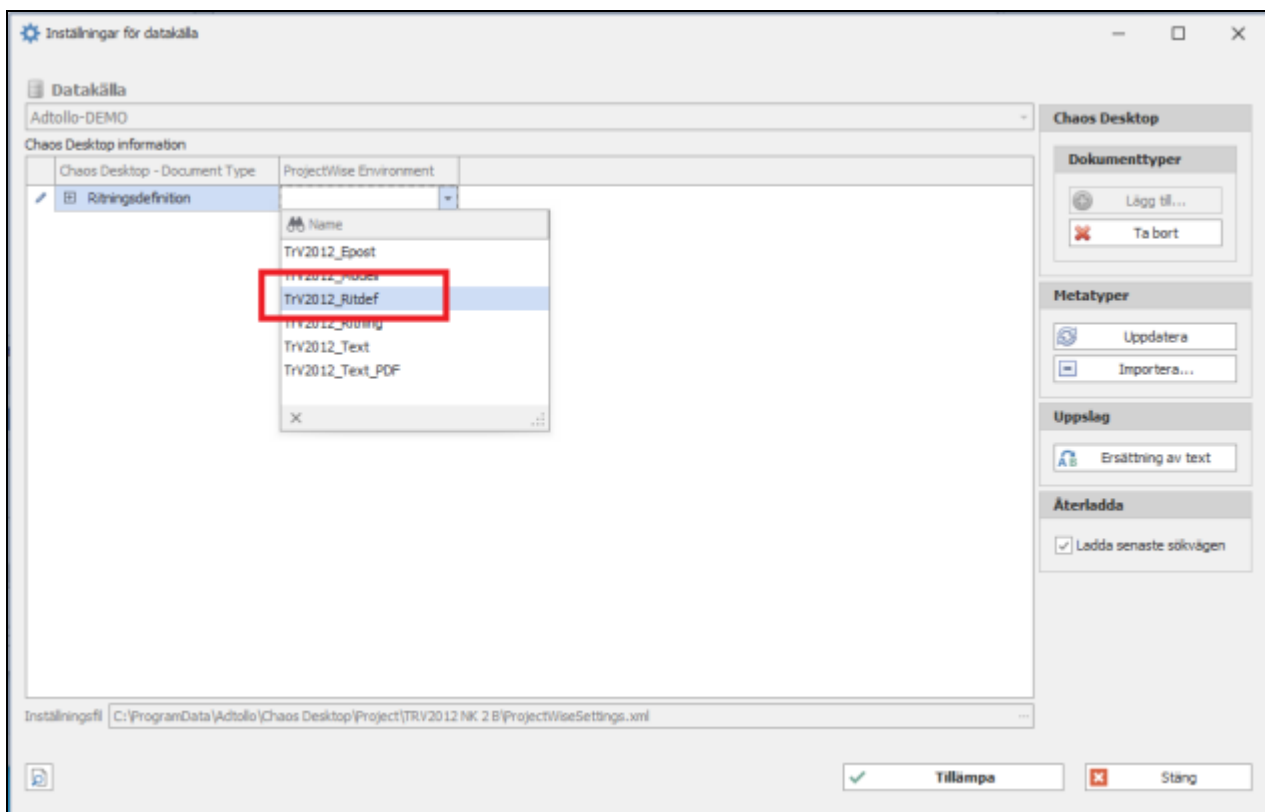 Inställningar för datakälla
Datakälla
Adtollo-DEMO
Chaos Desktop information
Chaos Desktop - Document Type ProjectWise Environment
Ritningsdefinition
Name
TrV2012_Epost
TrV2012_Ritdef
TrV2012_Ritning
TrV2012_Text
TrV2012_Text_PDF
Chaos Desktop
Dokumenttyper
Lägg till...
Ta bort
Metatyper
Uppdatera
Importera...
Uppslag
Ersättning av text
Återladda
Ladda senaste sökvägen
Inställningsfil C:\ProgramData\Adtollo\Chaos Desktop\Project\TRV2012 NK 2 B\ProjectWiseSettings.xml ...
Tillämpa Stäng